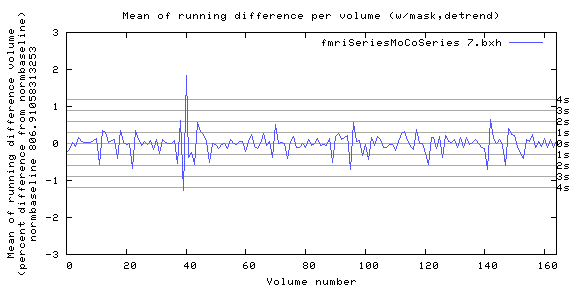 Mean of running difference per volume (w/mask,detrend)
fmriSeriesMoCoSeries 7.bxh
Mean of running difference volume
(percent difference from normbaseline)
normbaseline 806.91058313253
3
2
1
0
-1
-2
-3
4s
3s
2s
1s
0s
1s
2s
3s
4s
0 20 40 60 80 100 120 140 160
Volume number